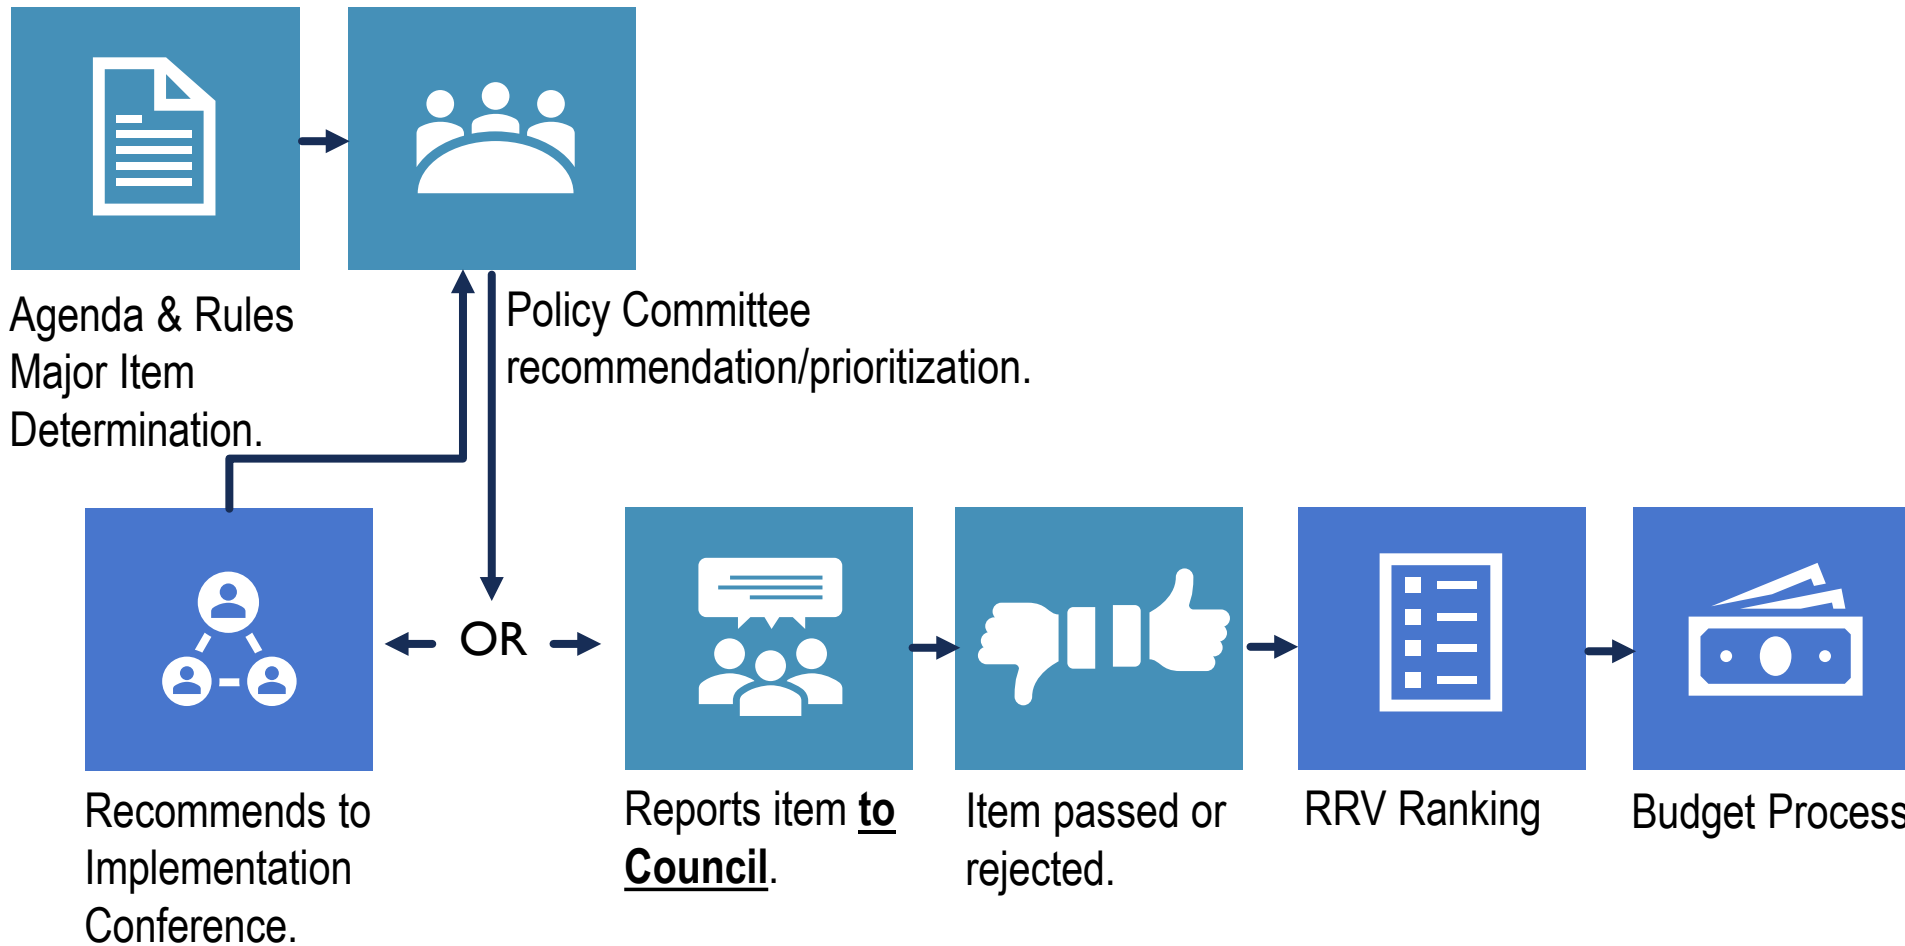 Agenda & Rules
Major Item
Determination.
Policy Committee
recommendation/prioritization.
OR
Recommends to
Implementation
Conference.
Reports item to
Council.
Item passed or
rejected.
RRV Ranking
Budget Process